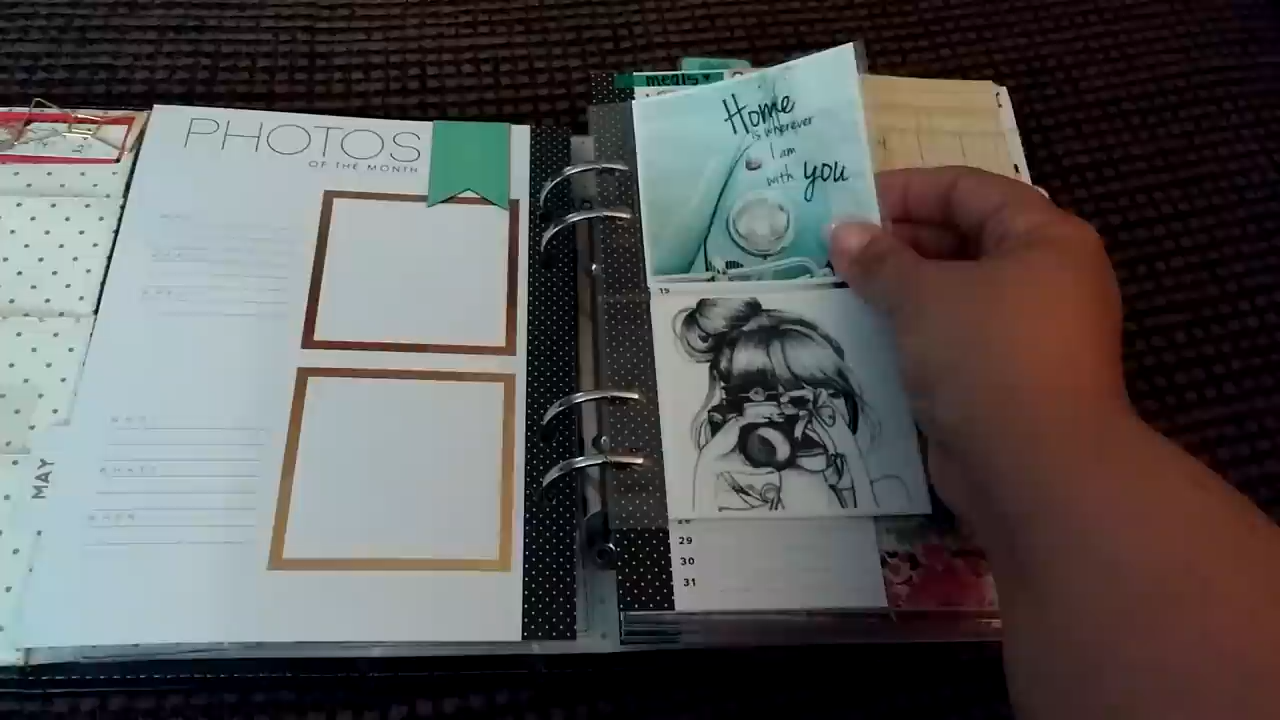 PHOTOS
OF THE MONTH
MAY
meals
Home
is wherever
I am
with you
15
29
30
31